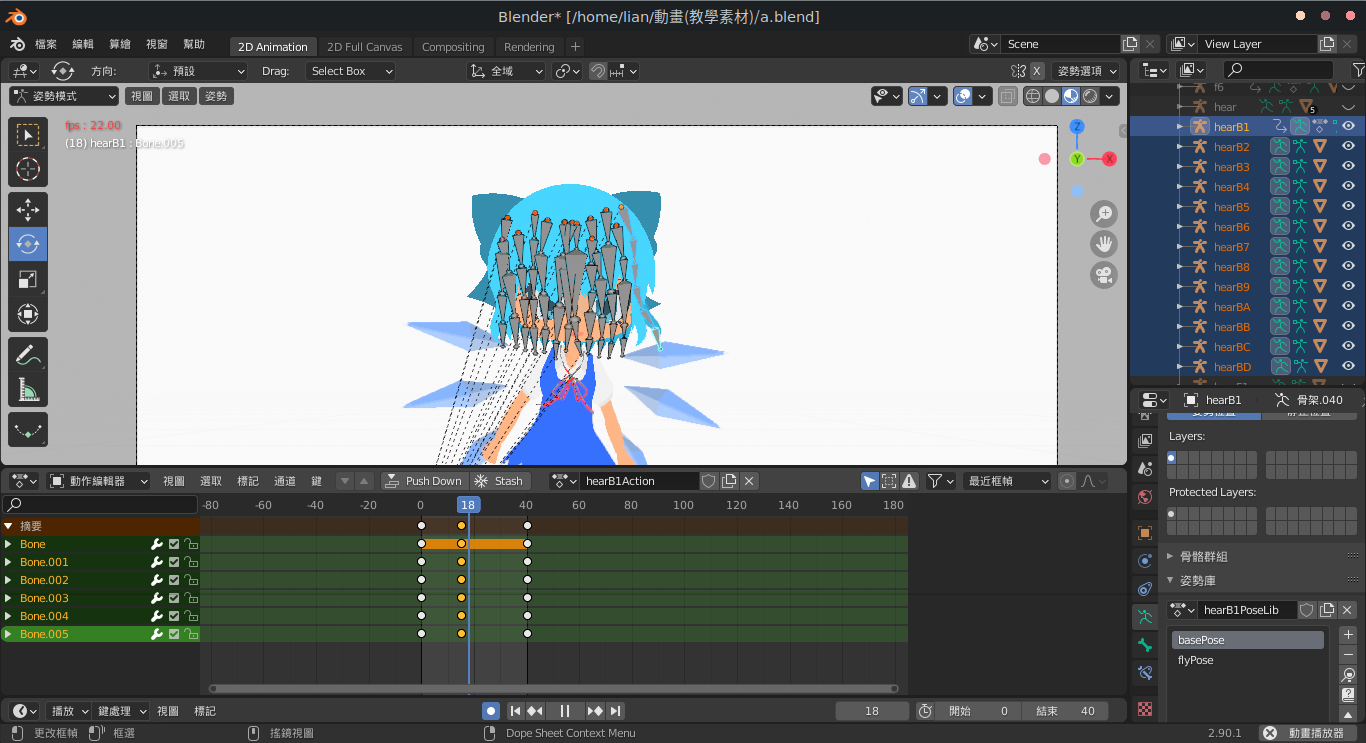 Blender* [/home/lian/動畫(教學素材)/a.blend]
檔案 編輯 算繪 視窗 幫助 2D Animation 2D Full Canvas Compositing Rendering + Scene View Layer
方向: 預設 Drag: Select Box 全域 X 姿勢選項
姿勢模式 視圖 選取 姿勢
fps : 22.00
(18) hearB1 : Bone.005
Z
Y
X
f6
hear 5
hearB1
hearB2
hearB3
hearB4
hearB5
hearB6
hearB7
hearB8
hearB9
hearBA
hearBB
hearBC
hearBD
hearB1 骨架.040
Layers:
Protected Layers:
骨骼群組
姿勢庫
hearB1PoseLib
basePose
flyPose
動作編輯器 視圖 選取 標記 通道 鍵 Push Down Stash hearB1Action 最近框幀
-80 -60 -40 -20 0 18 40 60 80 100 120 140 160 180
摘要
Bone
Bone.001
Bone.002
Bone.003
Bone.004
Bone.005
播放 鍵處理 視圖 標記 18 開始 0 結束 40
更改框幀 框選 搖鏡視圖 Dope Sheet Context Menu 2.90.1 動畫播放器